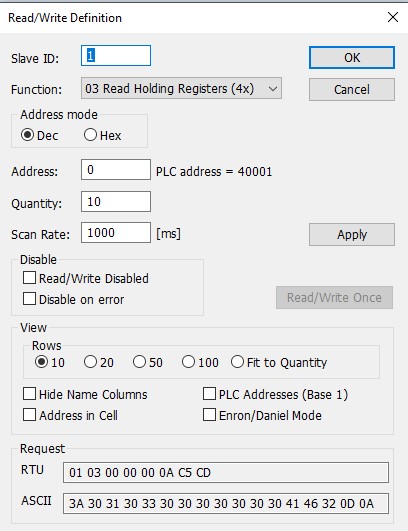 Read/Write Definition
Slave ID: 1 OK
Function: 03 Read Holding Registers (4x) Cancel
Address mode
Dec Hex
Address: 0 PLC address = 40001
Quantity: 10
Scan Rate: 1000 [ms] Apply
Disable
Read/Write Disabled
Disable on error
Read/Write Once
View
Rows
10 20 50 100 Fit to Quantity
Hide Name Columns PLC Addresses (Base 1)
Address in Cell Enron/Daniel Mode
Request
RTU 01 03 00 00 00 0A C5 CD
ASCII 3A 30 31 30 33 30 30 30 30 30 30 30 41 46 32 0D 0A